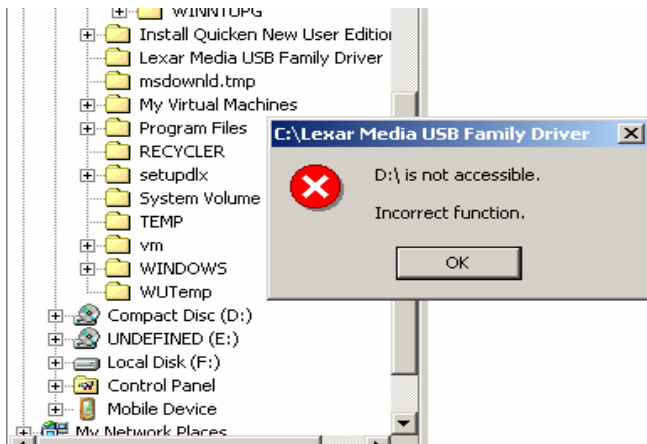 WINNTUPG
Install Quicken New User Edition
Lexar Media USB Family Driver
msdownld.tmp
My Virtual Machines
Program Files
RECYCLER
setupdlx
System Volume
TEMP
vm
WINDOWS
WUTemp
Compact Disc (D:)
UNDEFINED (E:)
Local Disk (F:)
Control Panel
Mobile Device
My Network Places
C:\Lexar Media USB Family Driver
D:\ is not accessible.
Incorrect function.
OK